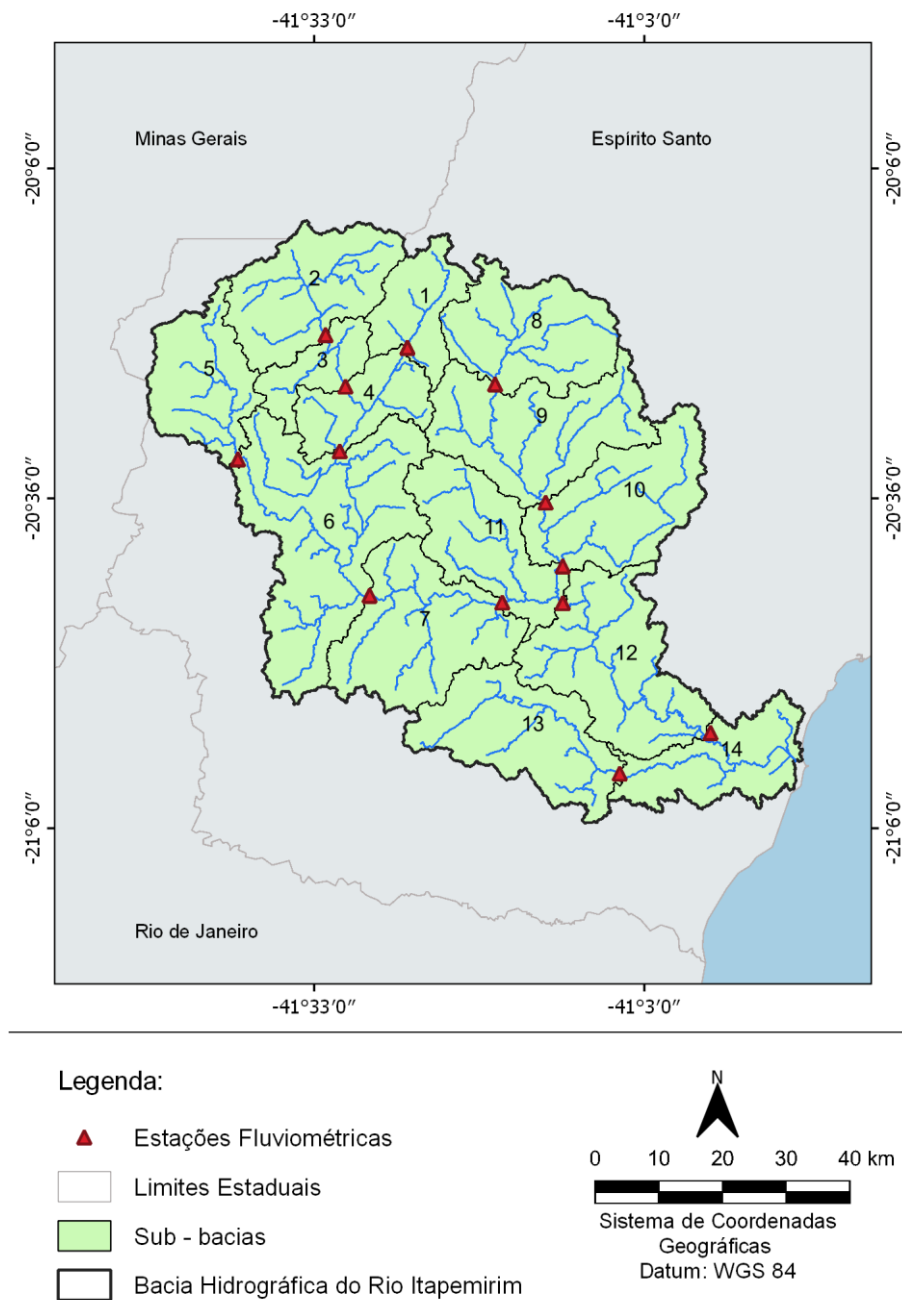 -41°33′0″
-41°3′0″
Minas Gerais
Espírito Santo
-20°6′0″
-20°6′0″
2
1
8
3
5
4
9
10
-20°36′0″
-20°36′0″
6
11
7
12
13
14
-21°6′0″
-21°6′0″
Rio de Janeiro
-41°33′0″
-41°3′0″
Legenda:
Estações Fluviométricas
Limites Estaduais
Sub - bacias
Bacia Hidrográfica do Rio Itapemirim
N
0 10 20 30 40 km
Sistema de Coordenadas
Geográficas
Datum: WGS 84